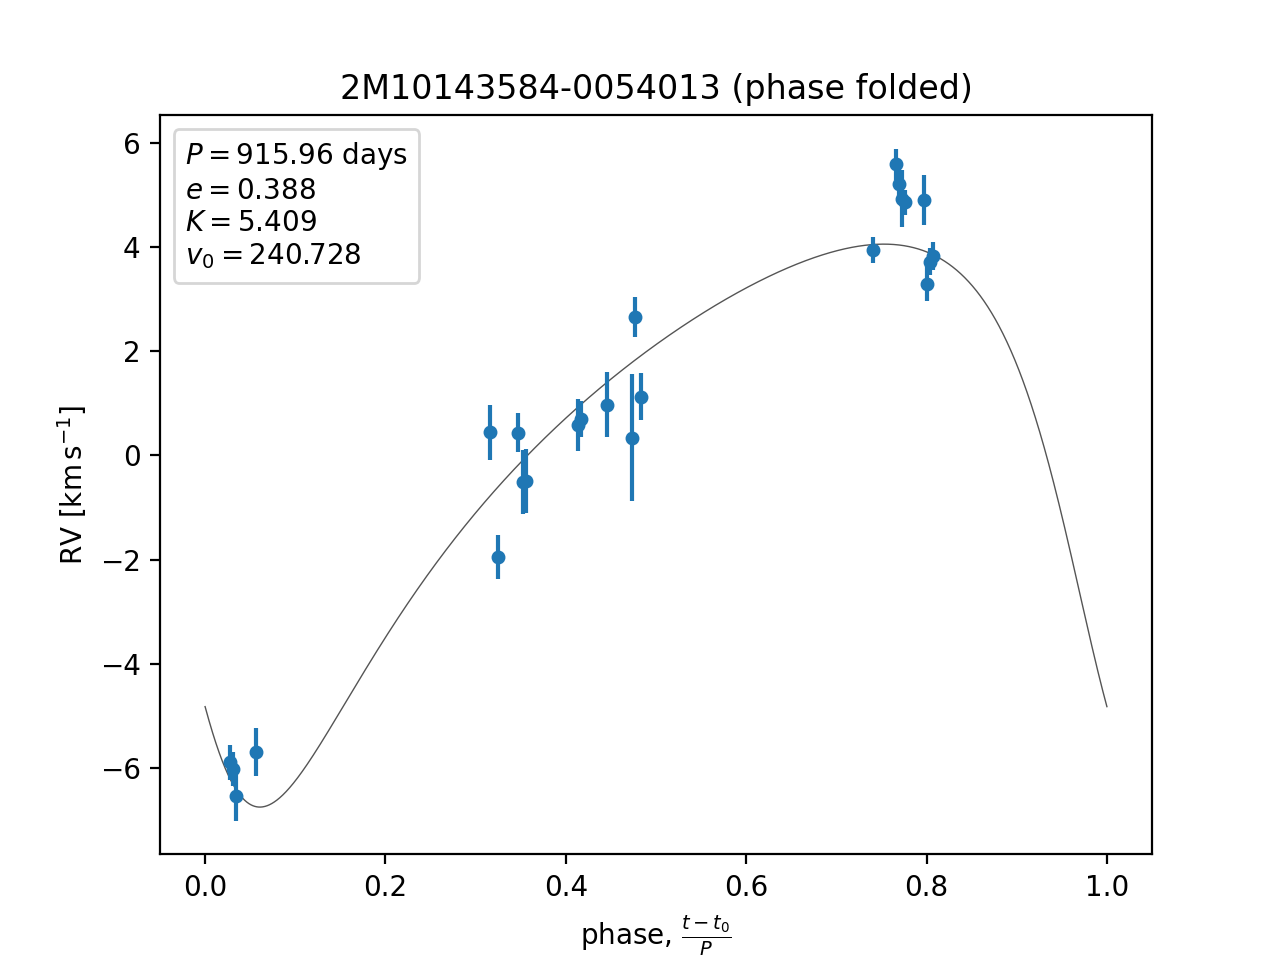 2M10143584-0054013 (phase folded)
P = 915.96 days
e = 0.388
K = 5.409
v₀ = 240.728
6
4
2
0
−2
−4
−6
RV [km s⁻¹]
0.0 0.2 0.4 0.6 0.8 1.0
phase, (t − t₀)/P